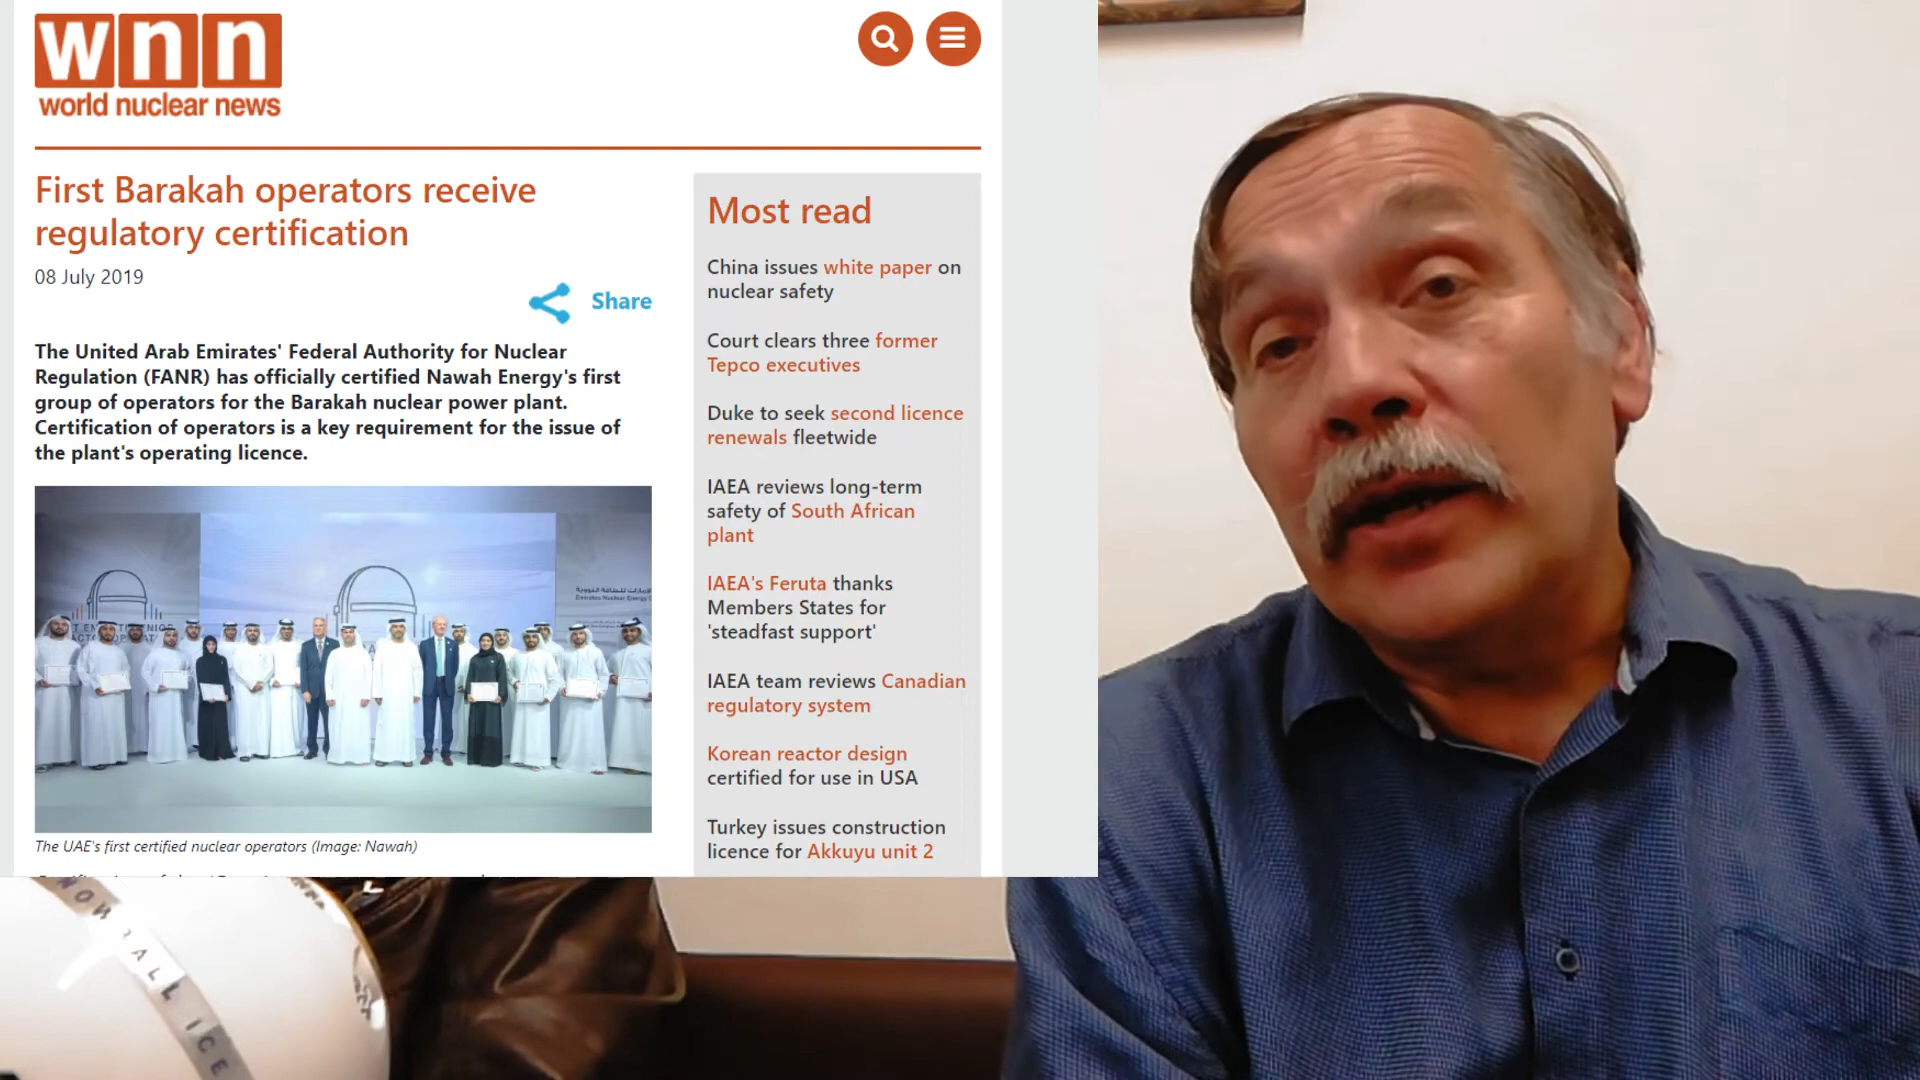 wnn
world nuclear news
First Barakah operators receive
regulatory certification
08 July 2019
Share
The United Arab Emirates' Federal Authority for Nuclear
Regulation (FANR) has officially certified Nawah Energy's first
group of operators for the Barakah nuclear power plant.
Certification of operators is a key requirement for the issue of
the plant's operating licence.
The UAE's first certified nuclear operators (Image: Nawah)
Most read
China issues white paper on
nuclear safety
Court clears three former
Tepco executives
Duke to seek second licence
renewals fleetwide
IAEA reviews long-term
safety of South African
plant
IAEA's Feruta thanks
Members States for
'steadfast support'
IAEA team reviews Canadian
regulatory system
Korean reactor design
certified for use in USA
Turkey issues construction
licence for Akkuyu unit 2
ICE